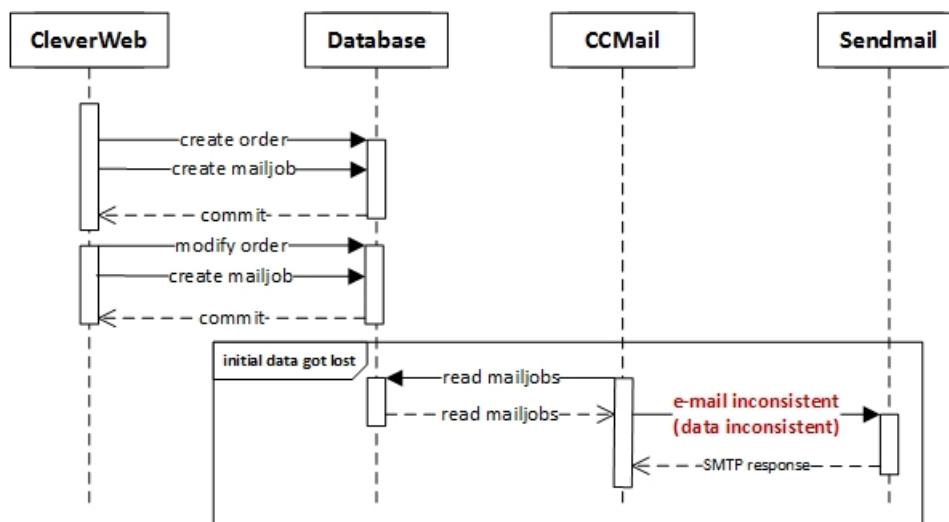 CleverWeb
Database
CCMail
Sendmail
create order
create mailjob
commit
modify order
create mailjob
commit
initial data got lost
read mailjobs
read mailjobs
e-mail inconsistent
(data inconsistent)
SMTP response